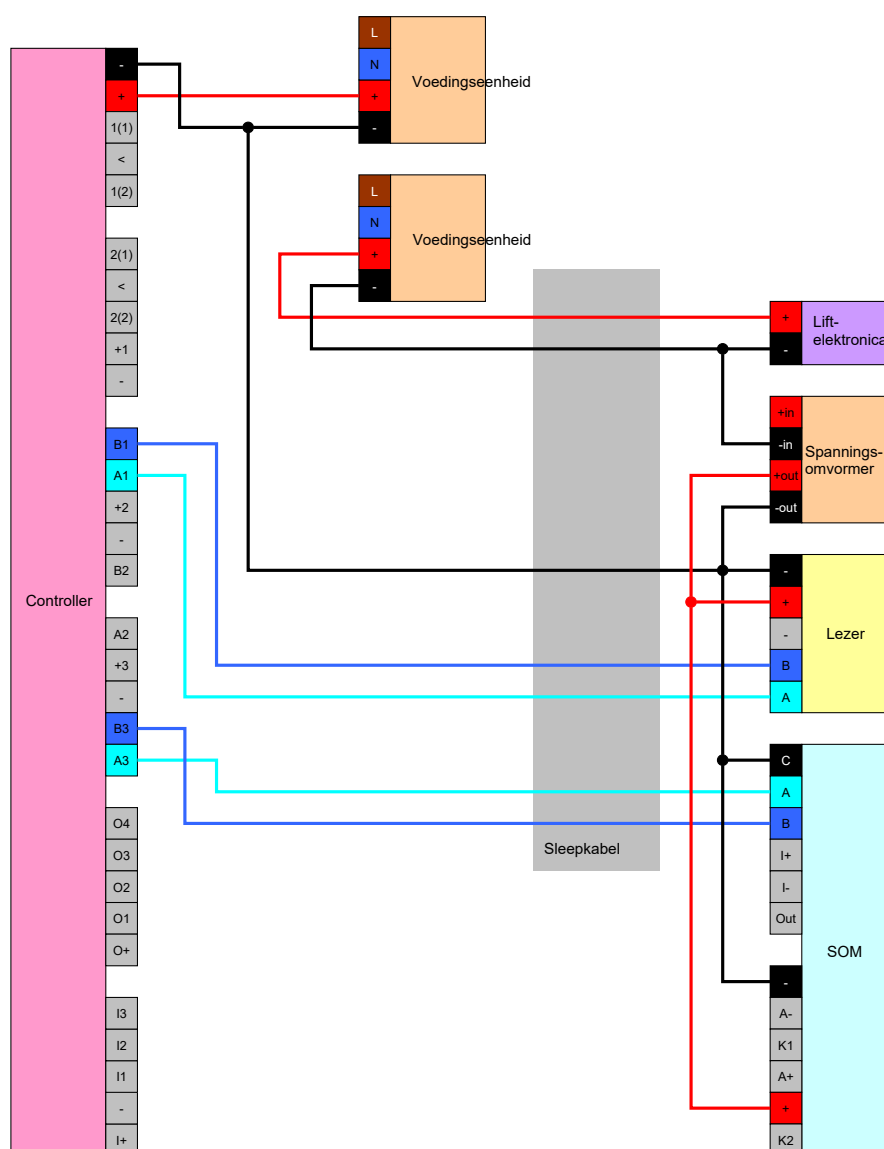 Controller
-
+
1(1)
<
1(2)
2(1)
<
2(2)
+1
-
B1
A1
+2
-
B2
A2
+3
-
B3
A3
O4
O3
O2
O1
O+
I3
I2
I1
-
I+
L
N
+
-
Voedingseenheid
L
N
+
-
Voedingseenheid
Sleepkabel
+
-
Lift-
elektronica
+in
-in
+out
-out
Spannings-
omvormer
-
+
-
B
A
Lezer
C
A
B
I+
I-
Out
-
A-
K1
A+
+
K2
SOM